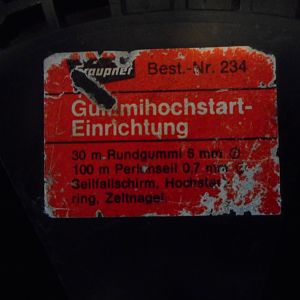 Graupner Best.-Nr. 234
Gummihochstart-
Einrichtung
30 m Rundgummi 6 mm ∅
100 m Perlonseil 0,7 mm ∅
Seilfallschirm, Hochstart-
ring, Zeltnagel